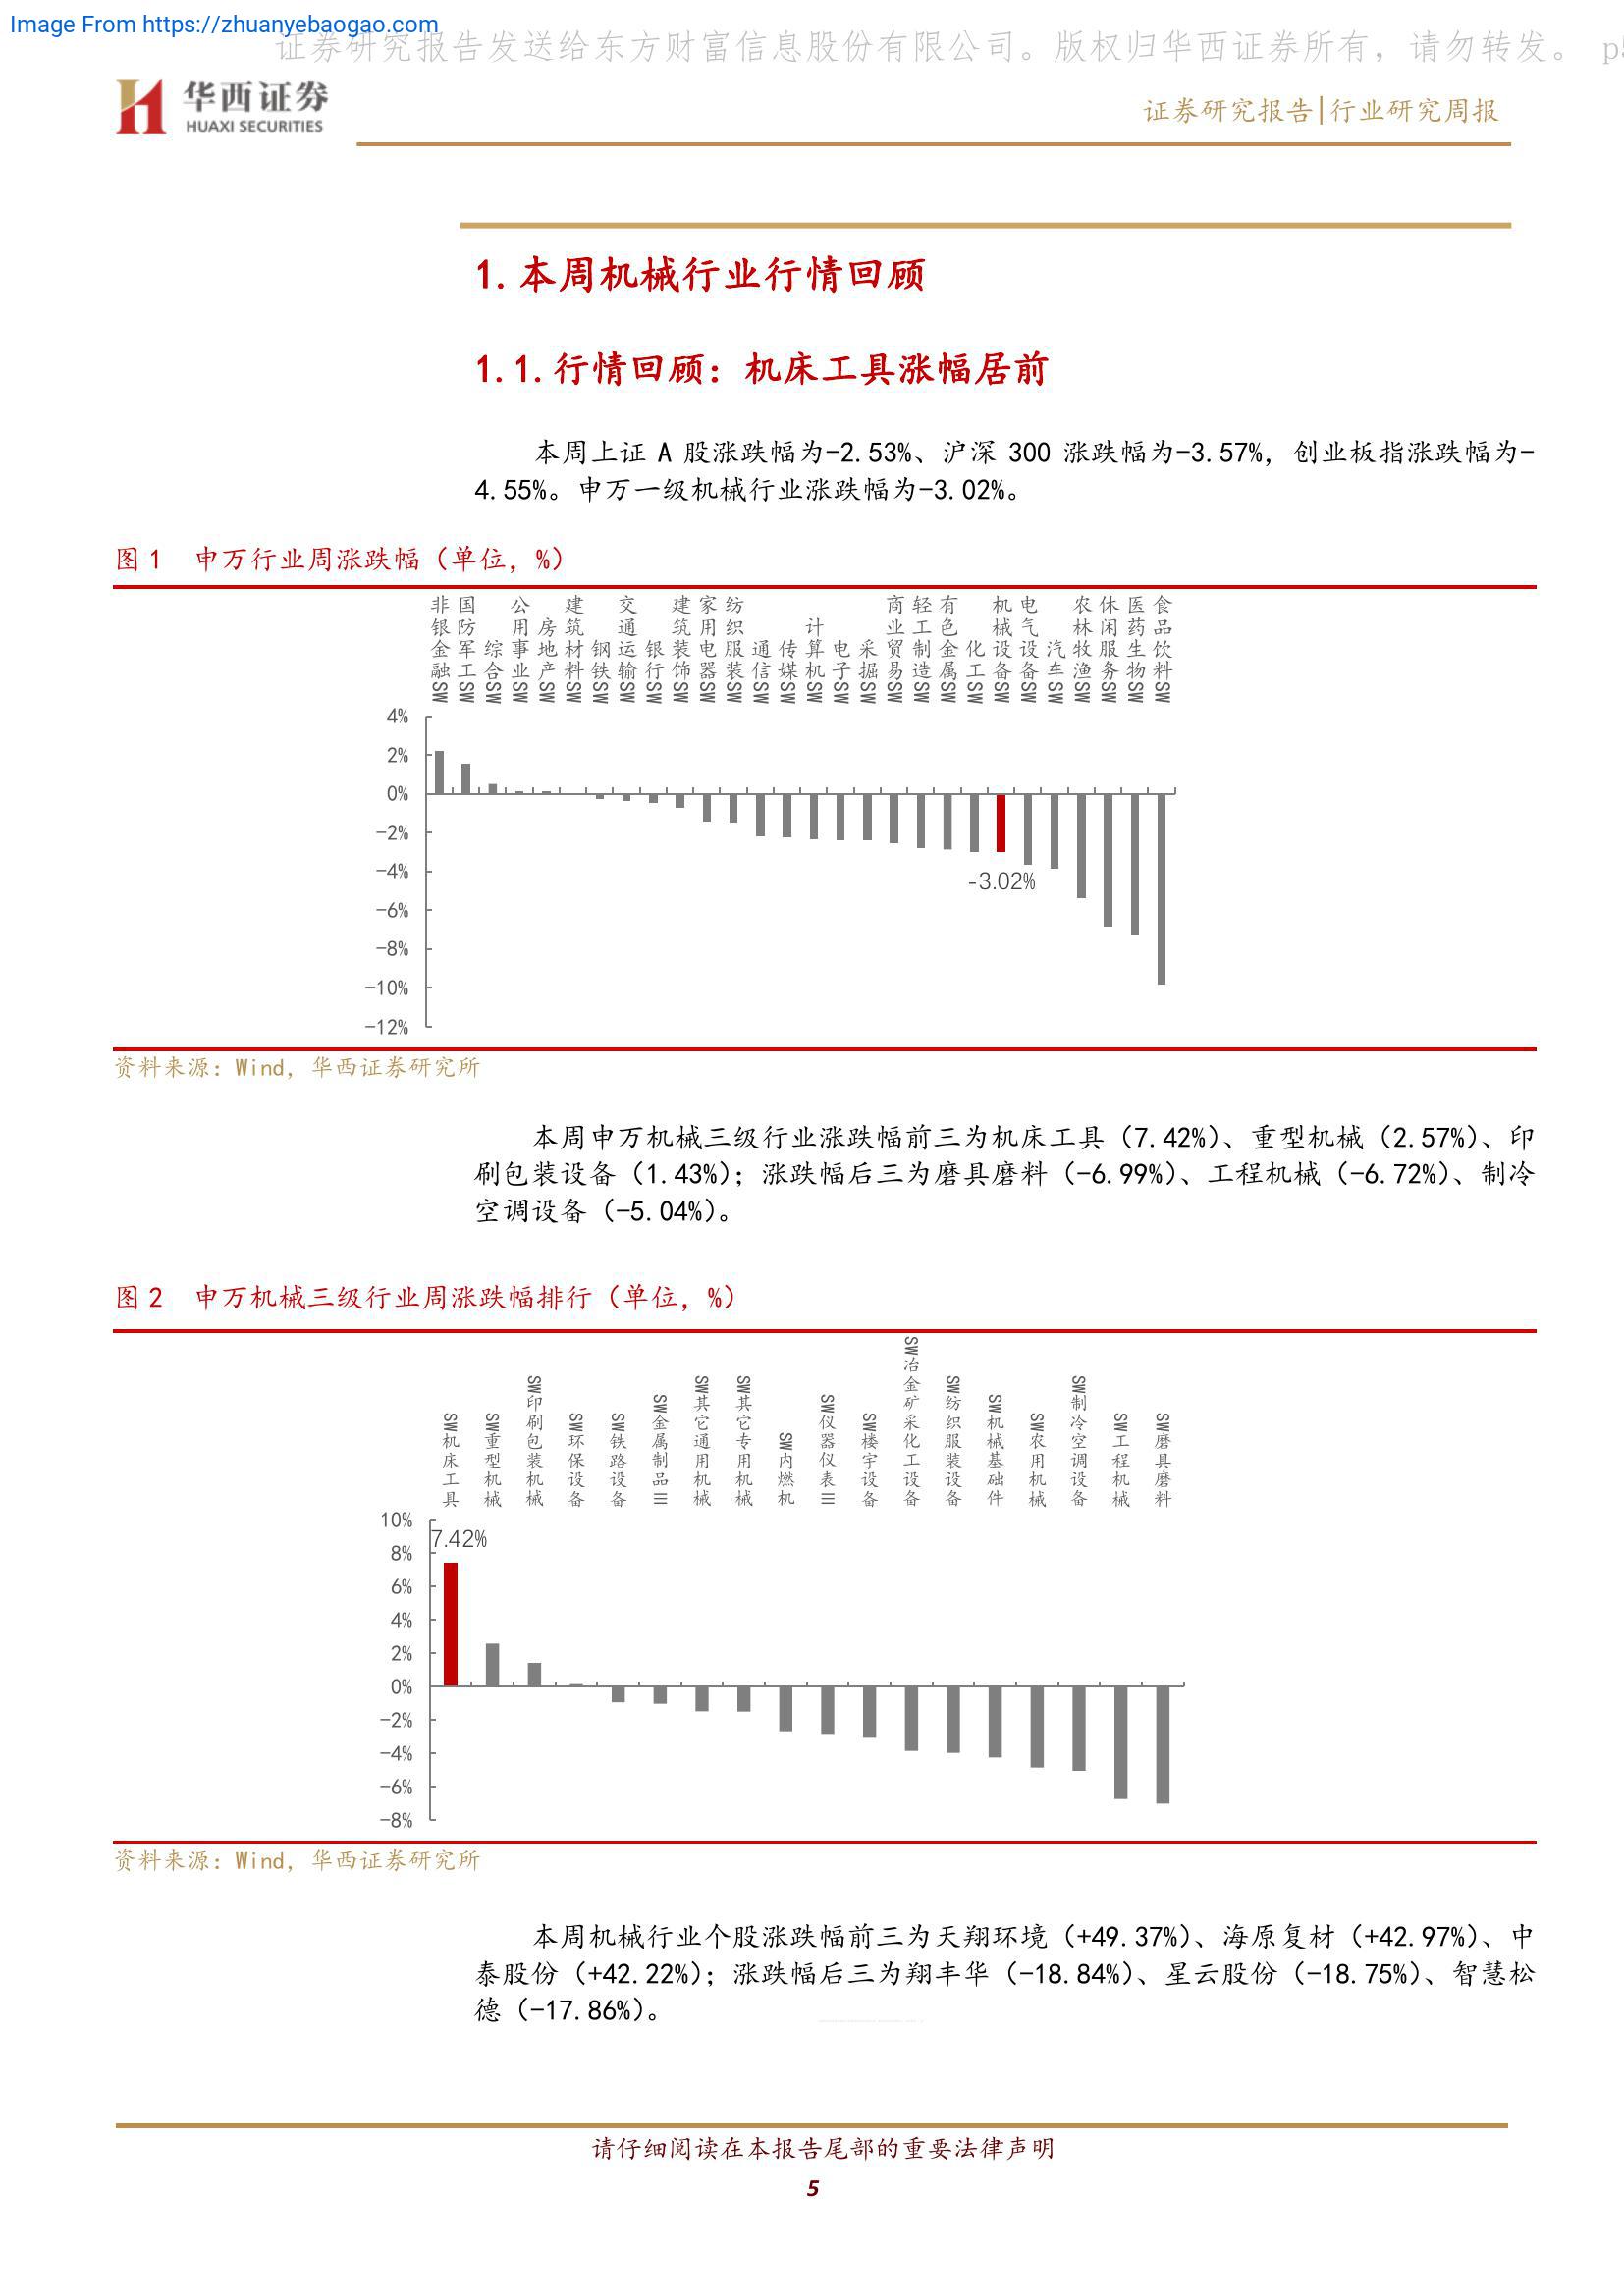 Image From https://zhuanyebaogao.com
证券研究报告发送给东方财富信息股份有限公司。版权归华西证券所有，请勿转发。 p
华西证券
HUAXI SECURITIES
证券研究报告|行业研究周报
1.本周机械行业行情回顾
1.1.行情回顾：机床工具涨幅居前
本周上证 A 股涨跌幅为-2.53%、沪深 300 涨跌幅为-3.57%，创业板指涨跌幅为-
4.55%。申万一级机械行业涨跌幅为-3.02%。
图 1 申万行业周涨跌幅（单位，%）
非银金融SW
国防军工SW
综合SW
公用事业SW
房地产SW
建筑材料SW
钢铁SW
交通运输SW
银行SW
建筑装饰SW
家用电器SW
纺织服装SW
通信SW
传媒SW
计算机SW
电子SW
采掘SW
商业贸易SW
轻工制造SW
有色金属SW
化工SW
机械设备SW
电气设备SW
汽车SW
农林牧渔SW
休闲服务SW
医药生物SW
食品饮料SW
4%
2%
0%
-2%
-4%
-3.02%
-6%
-8%
-10%
-12%
资料来源：Wind，华西证券研究所
本周申万机械三级行业涨跌幅前三为机床工具（7.42%）、重型机械（2.57%）、印
刷包装设备（1.43%）；涨跌幅后三为磨具磨料（-6.99%）、工程机械（-6.72%）、制冷
空调设备（-5.04%）。
图 2 申万机械三级行业周涨跌幅排行（单位，%）
SW机床工具
SW重型机械
SW印刷包装机械
SW环保设备
SW铁路设备
SW金属制品Ⅲ
SW其它通用机械
SW其它专用机械
SW内燃机
SW仪器仪表Ⅲ
SW楼宇设备
SW冶金矿采化工设备
SW纺织服装设备
SW机械基础件
SW农用机械
SW制冷空调设备
SW工程机械
SW磨具磨料
10%
7.42%
8%
6%
4%
2%
0%
-2%
-4%
-6%
-8%
资料来源：Wind，华西证券研究所
本周机械行业个股涨跌幅前三为天翔环境（+49.37%）、海原复材（+42.97%）、中
泰股份（+42.22%）；涨跌幅后三为翔丰华（-18.84%）、星云股份（-18.75%）、智慧松
德（-17.86%）。
请仔细阅读在本报告尾部的重要法律声明
5